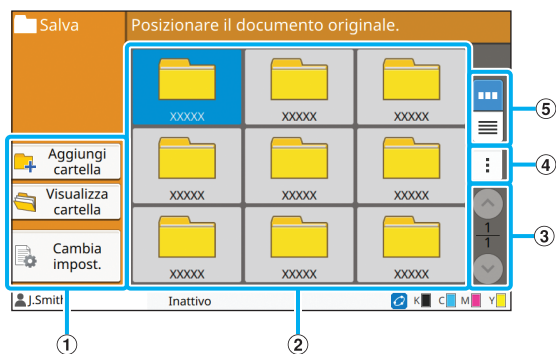 Salva
Posizionare il documento originale.
XXXXX XXXXX XXXXX
XXXXX XXXXX XXXXX
XXXXX XXXXX XXXXX
Aggiungi
cartella
Visualizza
cartella
Cambia
impost.
1
1
J.Smith
Inattivo
K C M Y
5
4
3
1
2